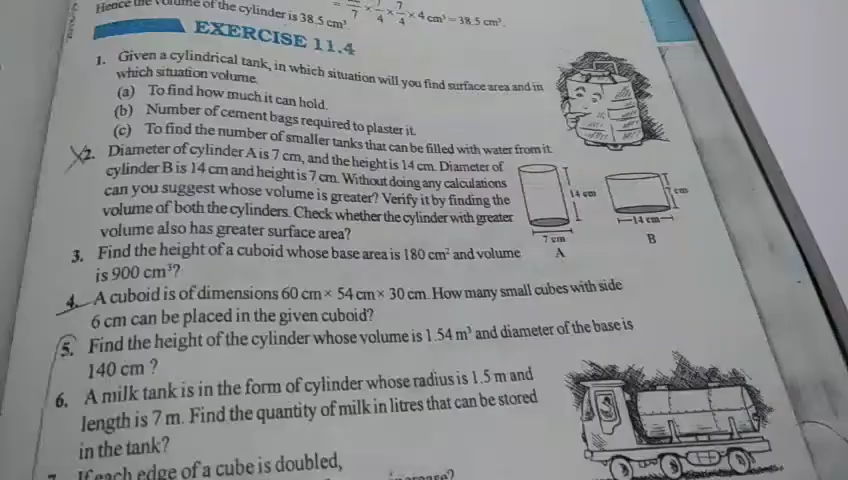 Hence the volume of the cylinder is 38.5 cm³
= 7 × 7/4 × 4 cm³ = 38.5 cm³.
EXERCISE 11.4
1. Given a cylindrical tank, in which situation will you find surface area and in
which situation volume.
(a) To find how much it can hold.
(b) Number of cement bags required to plaster it.
(c) To find the number of smaller tanks that can be filled with water from it.
2. Diameter of cylinder A is 7 cm, and the height is 14 cm. Diameter of
cylinder B is 14 cm and height is 7 cm. Without doing any calculations
can you suggest whose volume is greater? Verify it by finding the
volume of both the cylinders. Check whether the cylinder with greater
volume also has greater surface area?
14 cm
7 cm
A
7 cm
14 cm
B
3. Find the height of a cuboid whose base area is 180 cm² and volume
is 900 cm³?
4. A cuboid is of dimensions 60 cm × 54 cm × 30 cm. How many small cubes with side
6 cm can be placed in the given cuboid?
5. Find the height of the cylinder whose volume is 1.54 m³ and diameter of the base is
140 cm ?
6. A milk tank is in the form of cylinder whose radius is 1.5 m and
length is 7 m. Find the quantity of milk in litres that can be stored
in the tank?
If each edge of a cube is doubled,
increase?